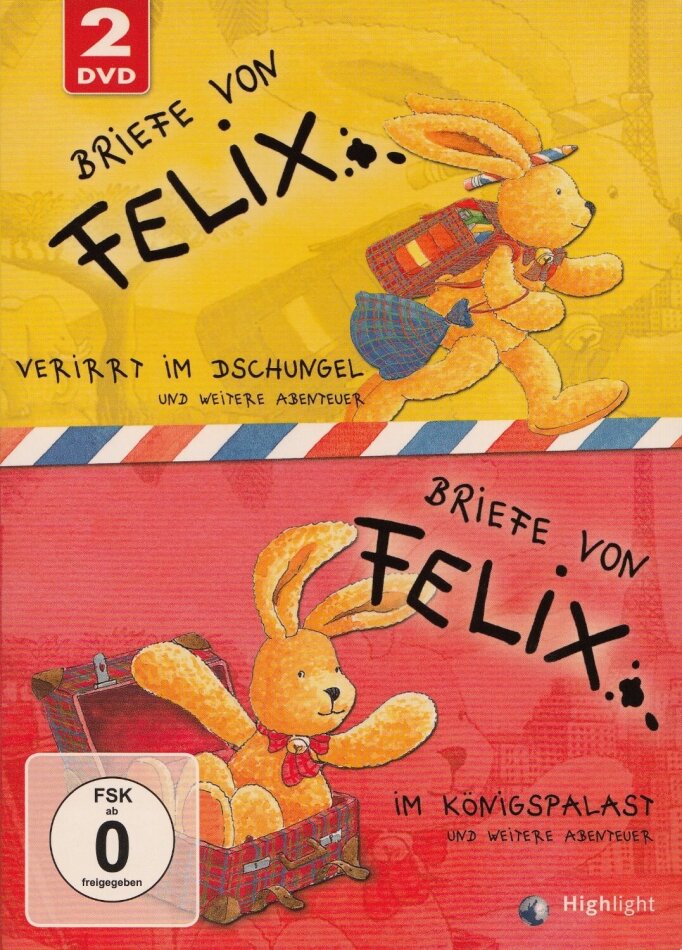 2
DVD
BRIEFE VON
FELIX
VERIRRT IM DSCHUNGEL
UND WEITERE ABENTEUER
BRIEFE VON
FELIX
IM KÖNIGSPALAST
UND WEITERE ABENTEUER
FSK
ab
0
freigegeben
Highlight